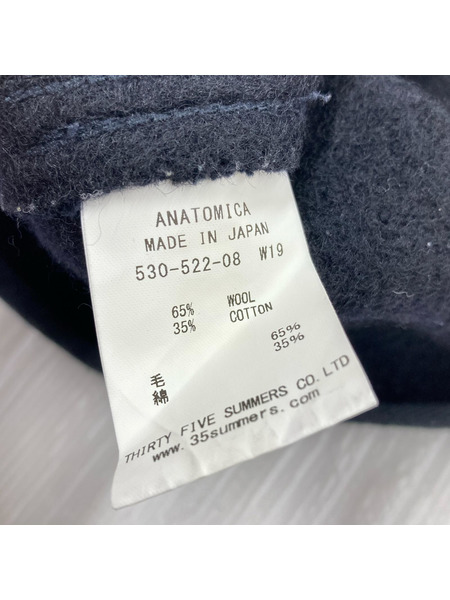 ANATOMICA
MADE IN JAPAN
530-522-08 W19
65% WOOL
35% COTTON
毛 65%
綿 35%
THIRTY FIVE SUMMERS CO. LTD
www.35summers.com